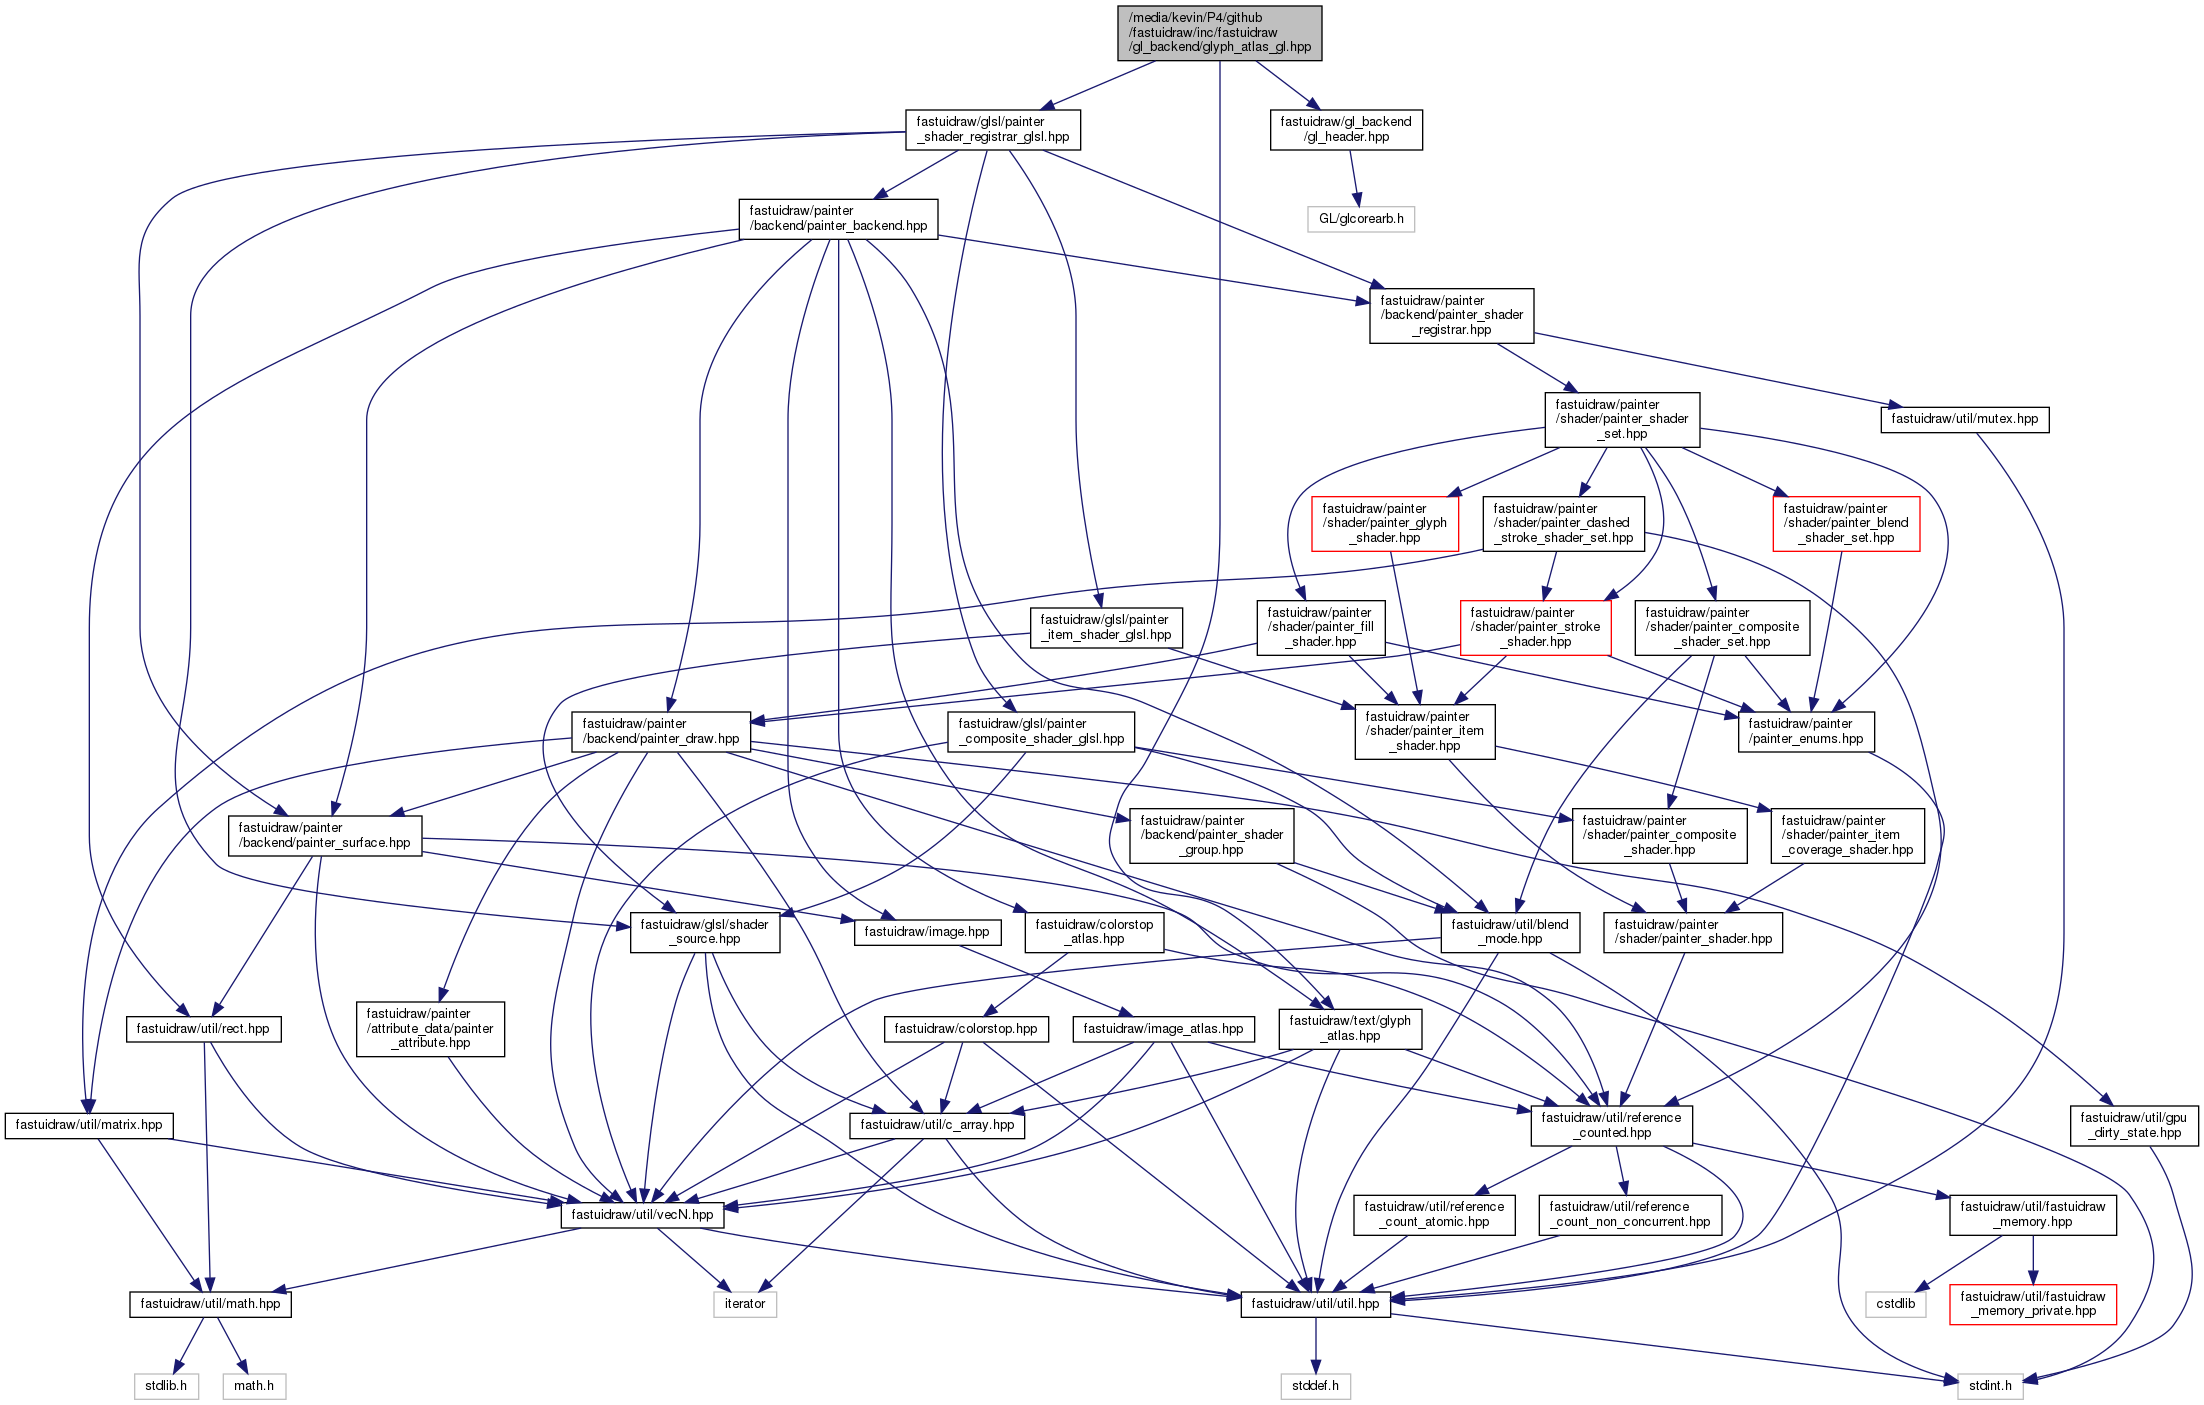 /media/kevin/P4/github
/fastuidraw/inc/fastuidraw
/gl_backend/glyph_atlas_gl.hpp
fastuidraw/glsl/painter
_shader_registrar_glsl.hpp
fastuidraw/gl_backend
/gl_header.hpp
fastuidraw/painter
/backend/painter_backend.hpp
GL/glcorearb.h
fastuidraw/painter
/backend/painter_shader
_registrar.hpp
fastuidraw/painter
/shader/painter_shader
_set.hpp
fastuidraw/util/mutex.hpp
fastuidraw/painter
/shader/painter_glyph
_shader.hpp
fastuidraw/painter
/shader/painter_dashed
_stroke_shader_set.hpp
fastuidraw/painter
/shader/painter_blend
_shader_set.hpp
fastuidraw/glsl/painter
_item_shader_glsl.hpp
fastuidraw/painter
/shader/painter_fill
_shader.hpp
fastuidraw/painter
/shader/painter_stroke
_shader.hpp
fastuidraw/painter
/shader/painter_composite
_shader_set.hpp
fastuidraw/painter
/backend/painter_draw.hpp
fastuidraw/glsl/painter
_composite_shader_glsl.hpp
fastuidraw/painter
/shader/painter_item
_shader.hpp
fastuidraw/painter
/painter_enums.hpp
fastuidraw/painter
/backend/painter_surface.hpp
fastuidraw/painter
/backend/painter_shader
_group.hpp
fastuidraw/painter
/shader/painter_composite
_shader.hpp
fastuidraw/painter
/shader/painter_item
_coverage_shader.hpp
fastuidraw/glsl/shader
_source.hpp
fastuidraw/image.hpp
fastuidraw/colorstop
_atlas.hpp
fastuidraw/util/blend
_mode.hpp
fastuidraw/painter
/shader/painter_shader.hpp
fastuidraw/util/rect.hpp
fastuidraw/painter
/attribute_data/painter
_attribute.hpp
fastuidraw/colorstop.hpp
fastuidraw/image_atlas.hpp
fastuidraw/text/glyph
_atlas.hpp
fastuidraw/util/matrix.hpp
fastuidraw/util/c_array.hpp
fastuidraw/util/reference
_counted.hpp
fastuidraw/util/gpu
_dirty_state.hpp
fastuidraw/util/vecN.hpp
fastuidraw/util/reference
_count_atomic.hpp
fastuidraw/util/reference
_count_non_concurrent.hpp
fastuidraw/util/fastuidraw
_memory.hpp
fastuidraw/util/math.hpp
iterator
fastuidraw/util/util.hpp
cstdlib
fastuidraw/util/fastuidraw
_memory_private.hpp
stdlib.h
math.h
stddef.h
stdint.h